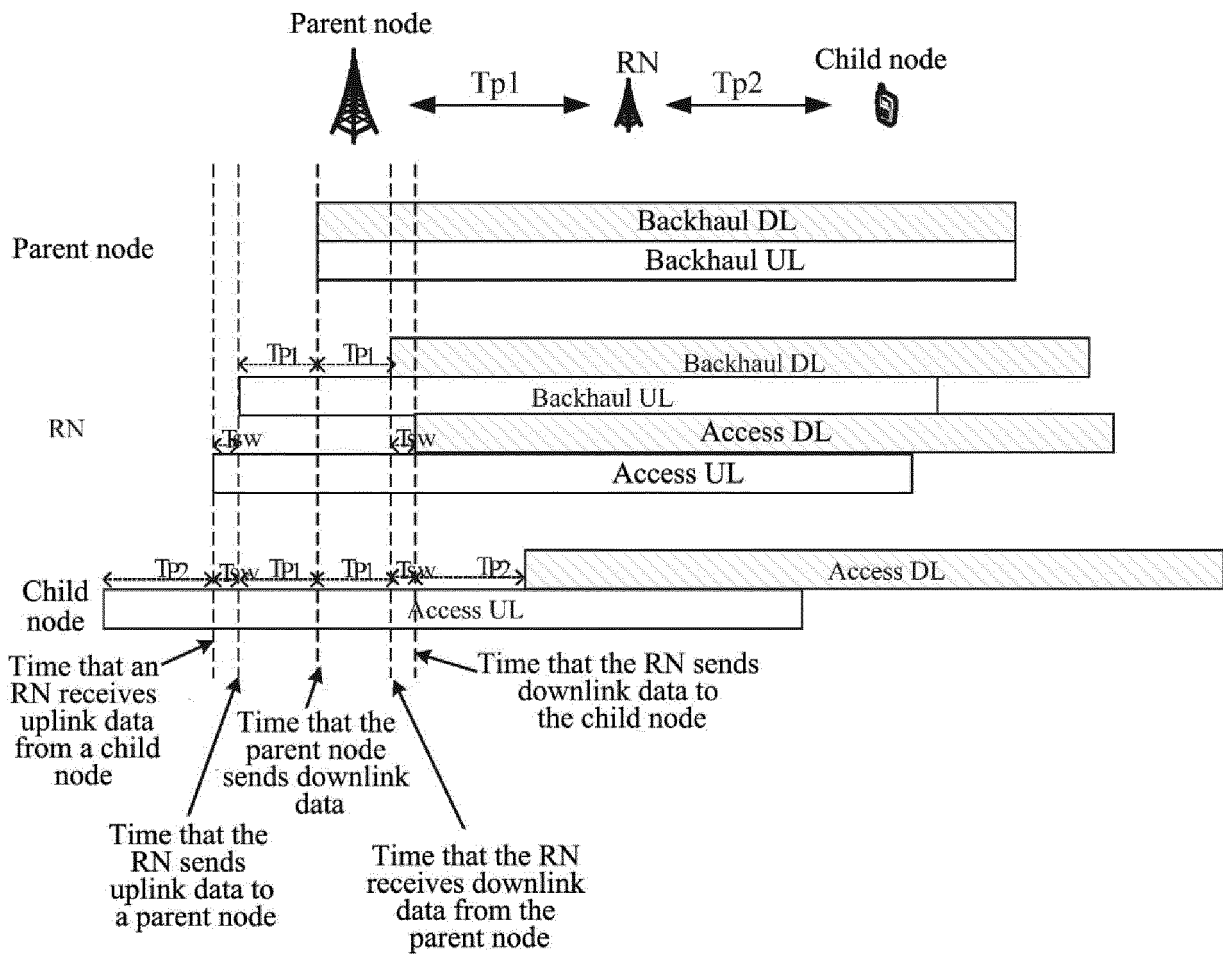 Parent node
RN
Child node
Tp1
Tp2
Parent node
Backhaul DL
Backhaul UL
RN
Tp1
Tp1
Backhaul DL
Backhaul UL
Tsw
Tsw
Access DL
Access UL
Child
node
Tp2
Tsw
Tp1
Tp1
Tsw
Tp2
Access DL
Access UL
Time that an
RN receives
uplink data
from a child
node
Time that the
RN sends
uplink data to
a parent node
Time that the
parent node
sends downlink
data
Time that the RN
receives downlink
data from the
parent node
Time that the RN sends
downlink data to
the child node